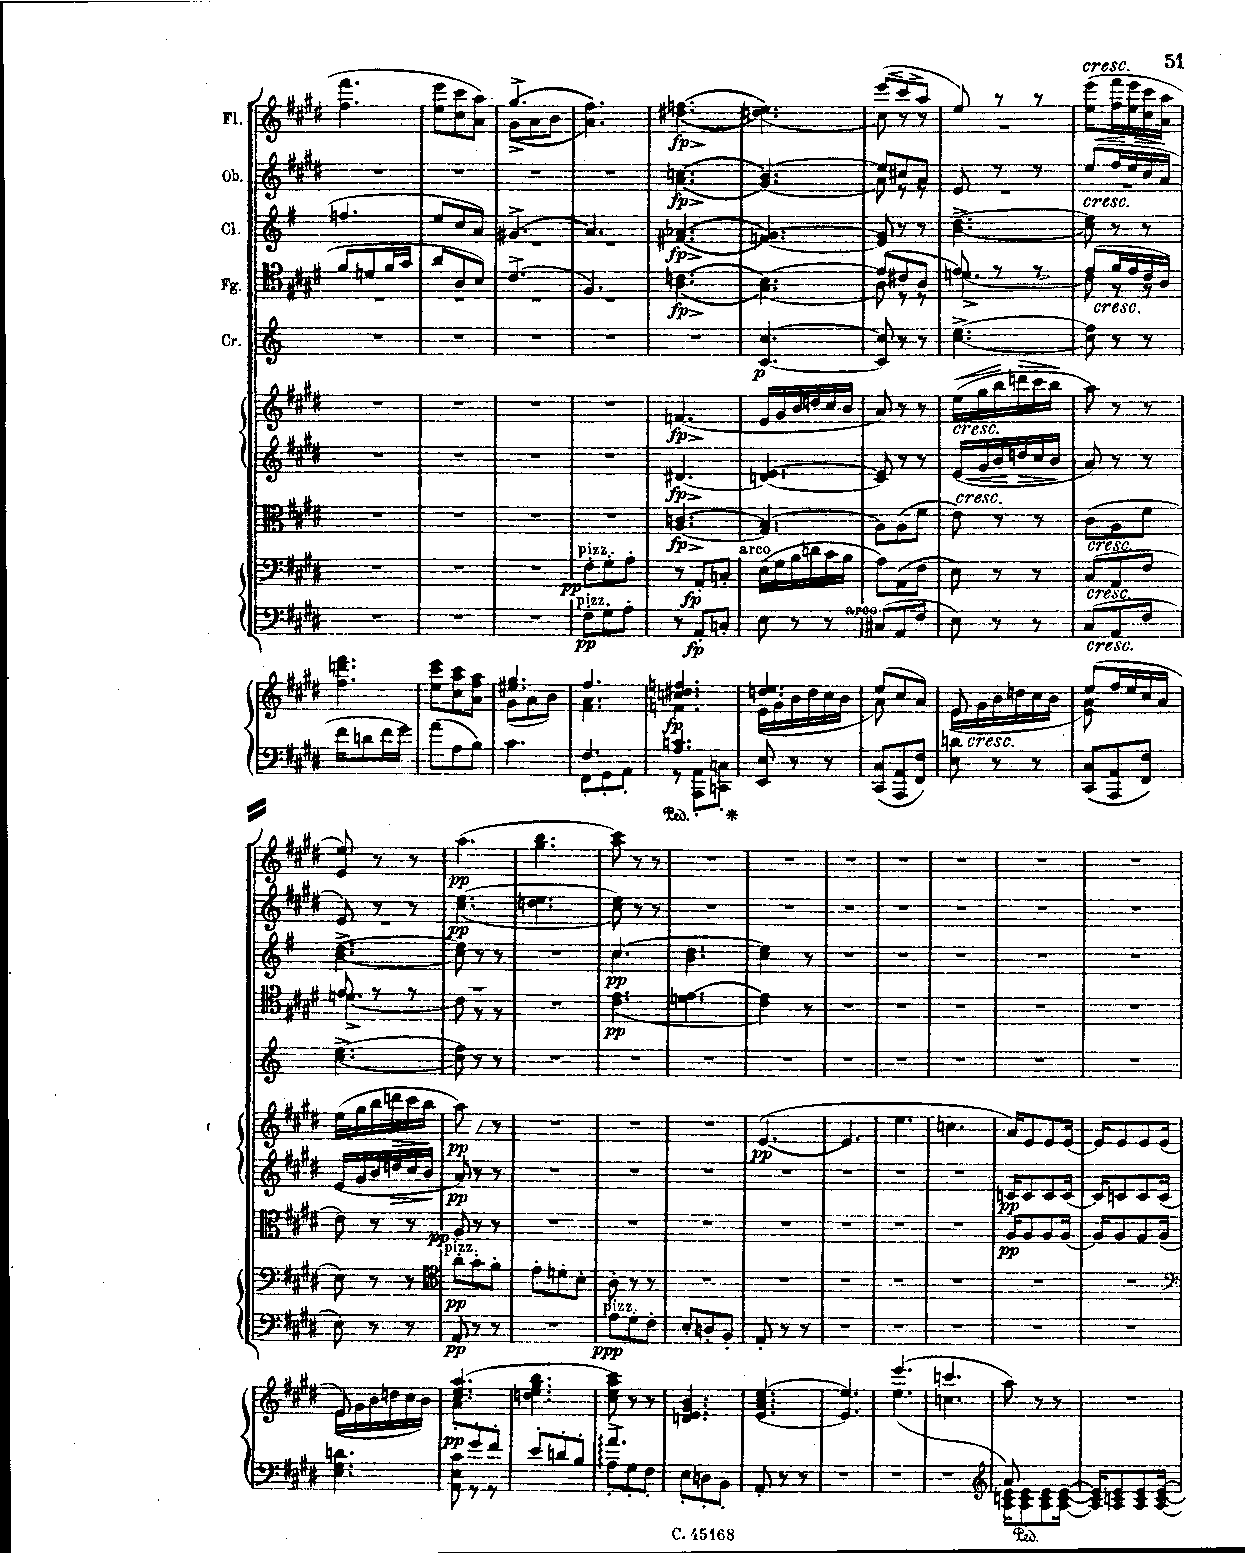 51
cresc.
Fl.
fp
Ob.
fp
cresc.
Cl.
fp
Fg.
fp
cresc.
Cr.
p
fp
cresc.
fp
cresc.
fp
cresc.
pizz.
arco
pp
fp
cresc.
pizz.
arco
pp
fp
cresc.
fp
cresc.
Ped. *
pp
pp
pp
pp
pp
pp
pp
pp
pp
pp
pizz.
pp
pizz.
pp
ppp
pp
Ped.
C. 45168